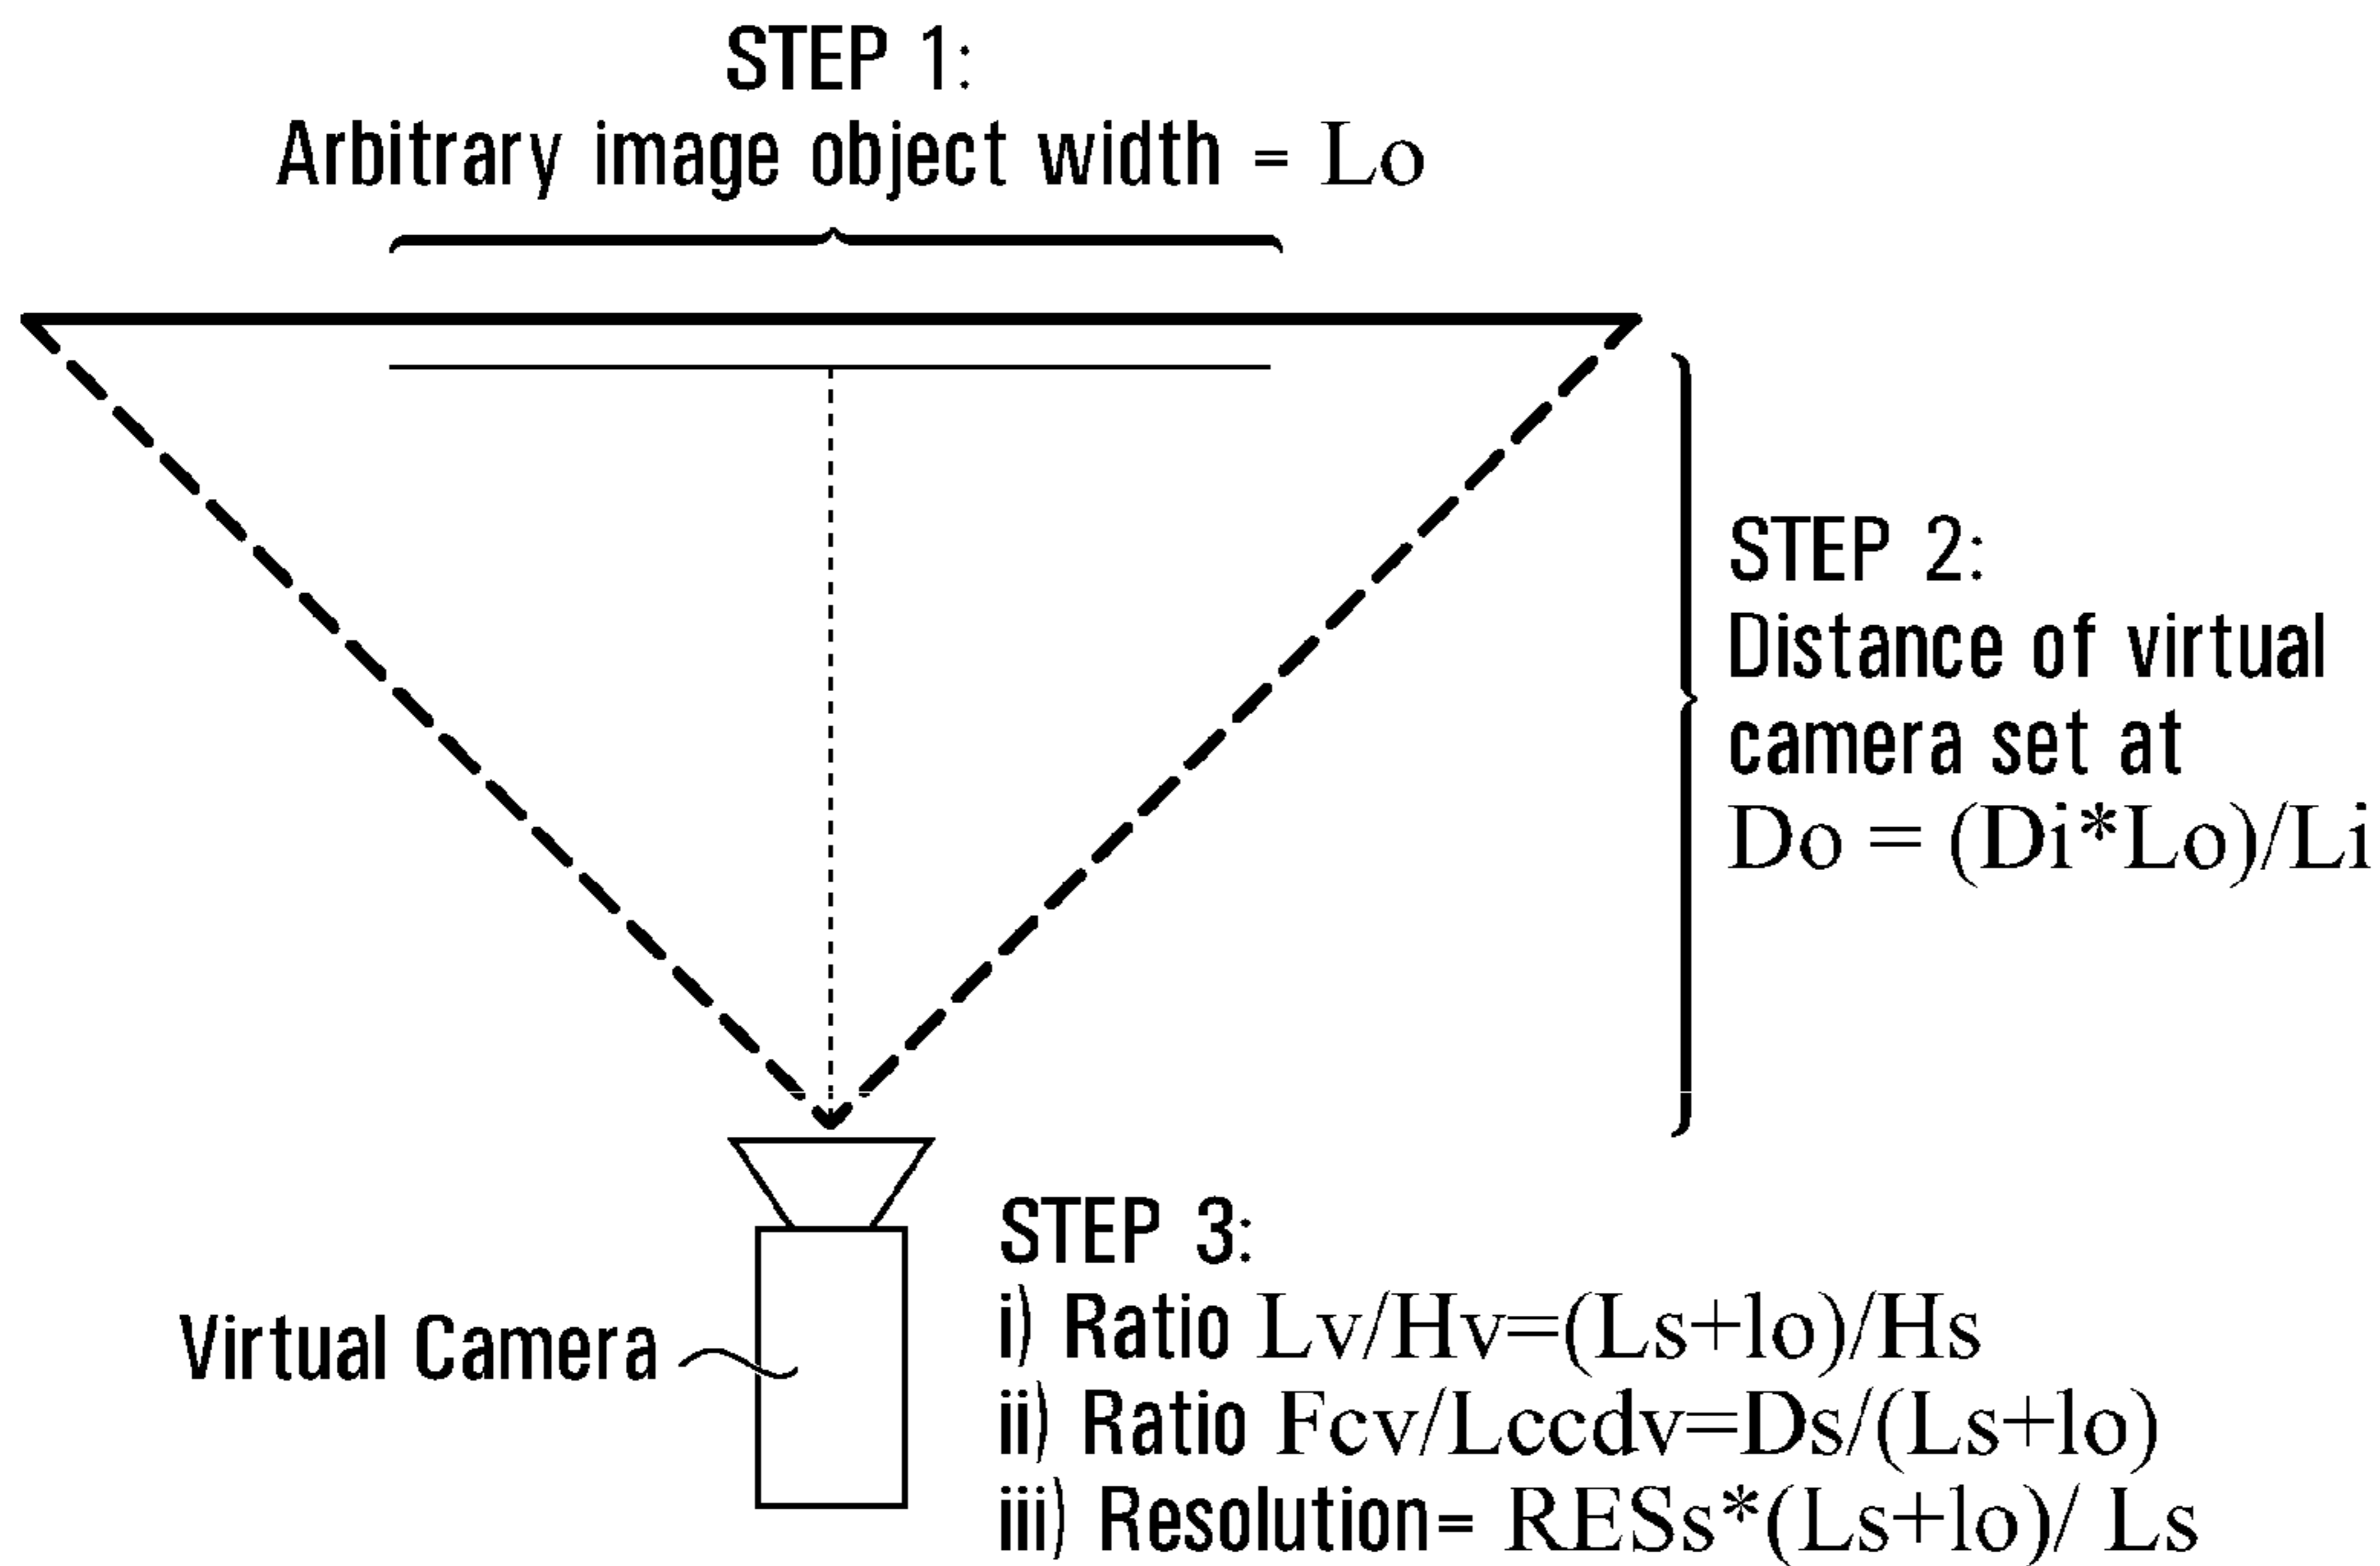 STEP 1:
Arbitrary image object width = Lo
STEP 2:
Distance of virtual
camera set at
Do = (Di*Lo)/Li
Virtual Camera
STEP 3:
i) Ratio Lv/Hv=(Ls+lo)/Hs
ii) Ratio Fcv/Lccdv=Ds/(Ls+lo)
iii) Resolution= RESs*(Ls+lo)/ Ls